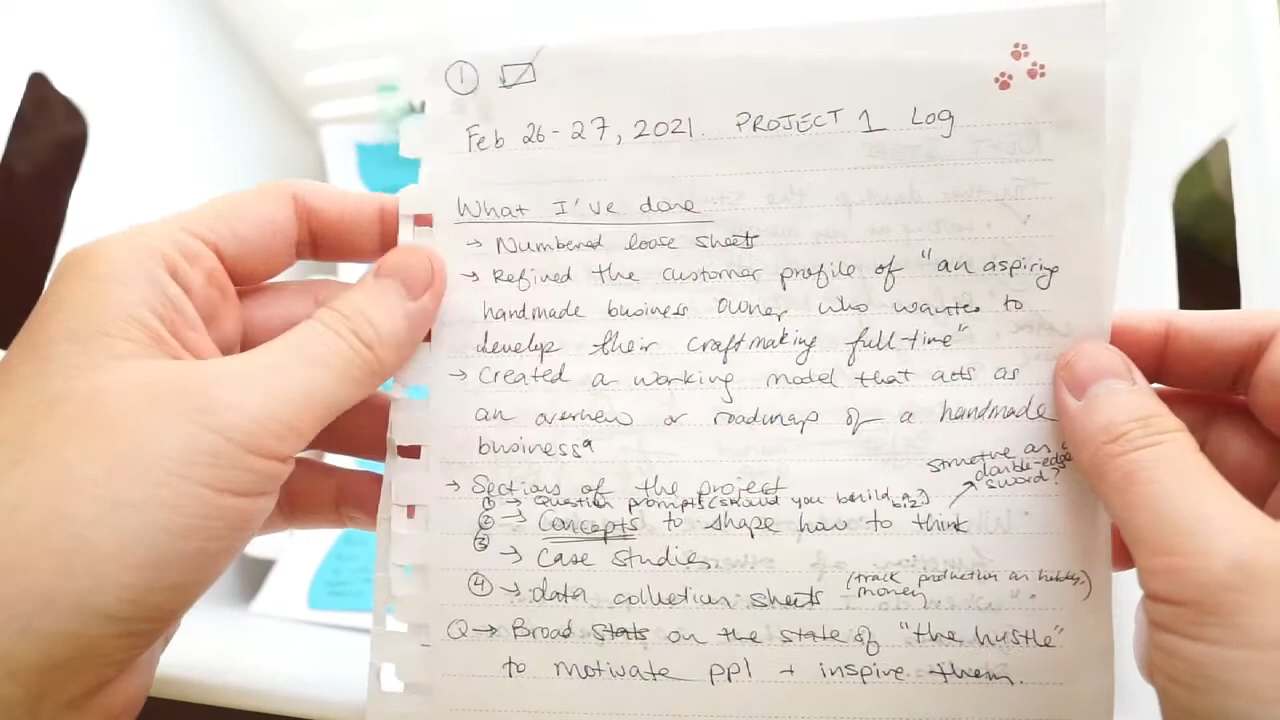 ①
Feb 26-27, 2021. PROJECT 1 Log
What I've done
→ Numbered loose sheets
→ Refined the customer profile of "an aspiring
handmade business owner who wants to
develop their craftmaking full-time"
→ Created a working model that acts as
an overview or roadmap of a handmade
business
structure as
double-edge
sword?
→ Sections of the project
① → Question prompts (should you build a biz?)
② → Concepts to shape how to think
③ → Case studies
④ → data collection sheets (track production on hobby,
money)
Q → Broad stats on the state of "the hustle"
to motivate ppl + inspire them.